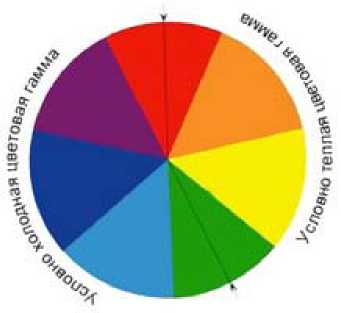 Условно холодная цветовая гамма
Условно теплая цветовая гамма